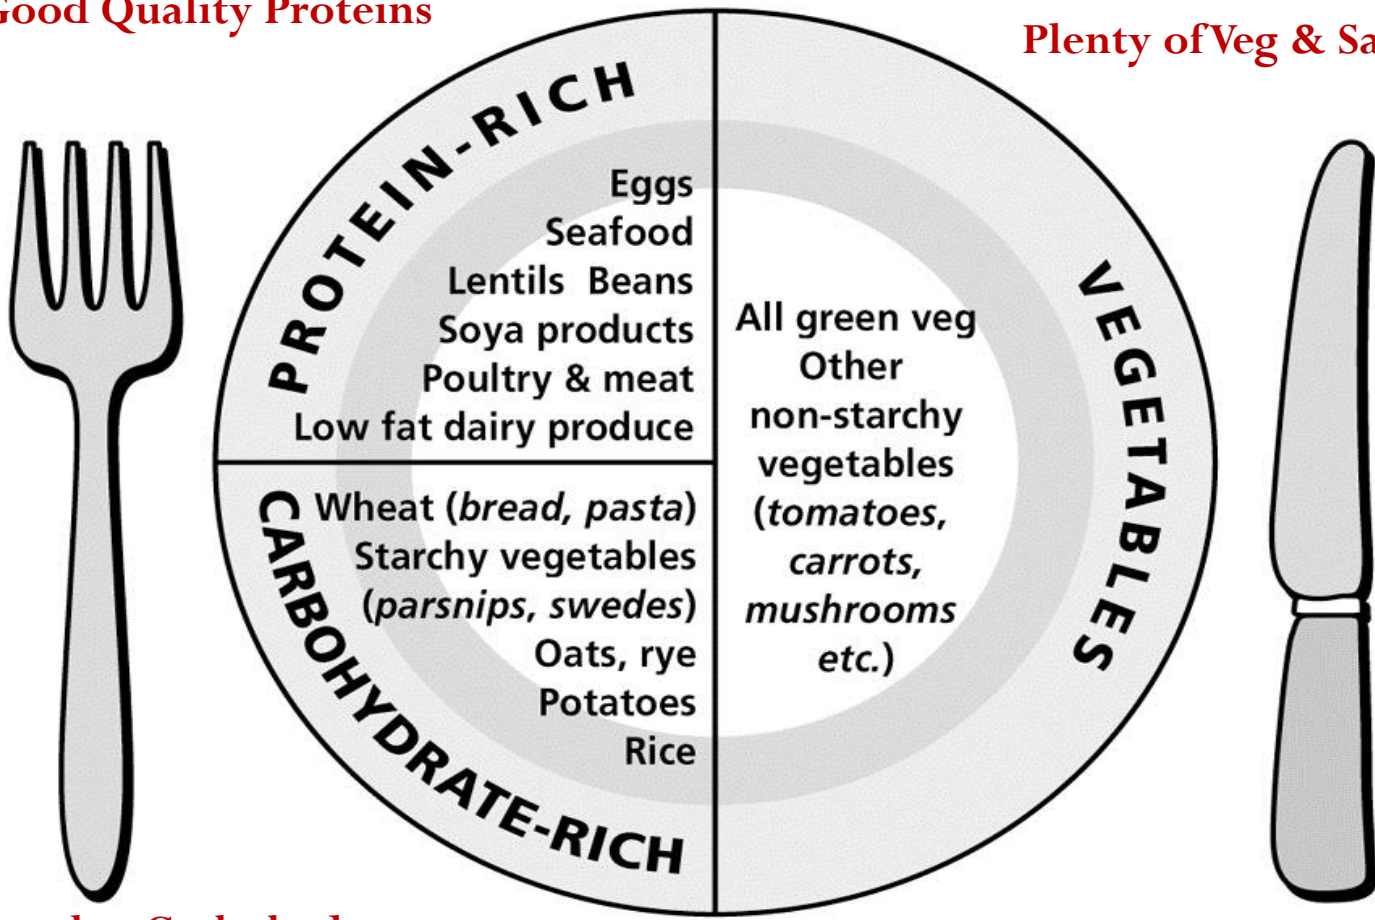 Good Quality Proteins
Plenty of Veg & Sa
PROTEIN-RICH
Eggs
Seafood
Lentils Beans
Soya products
Poultry & meat
Low fat dairy produce
CARBOHYDRATE-RICH
Wheat (bread, pasta)
Starchy vegetables
(parsnips, swedes)
Oats, rye
Potatoes
Rice
VEGETABLES
All green veg
Other
non-starchy
vegetables
(tomatoes,
carrots,
mushrooms
etc.)